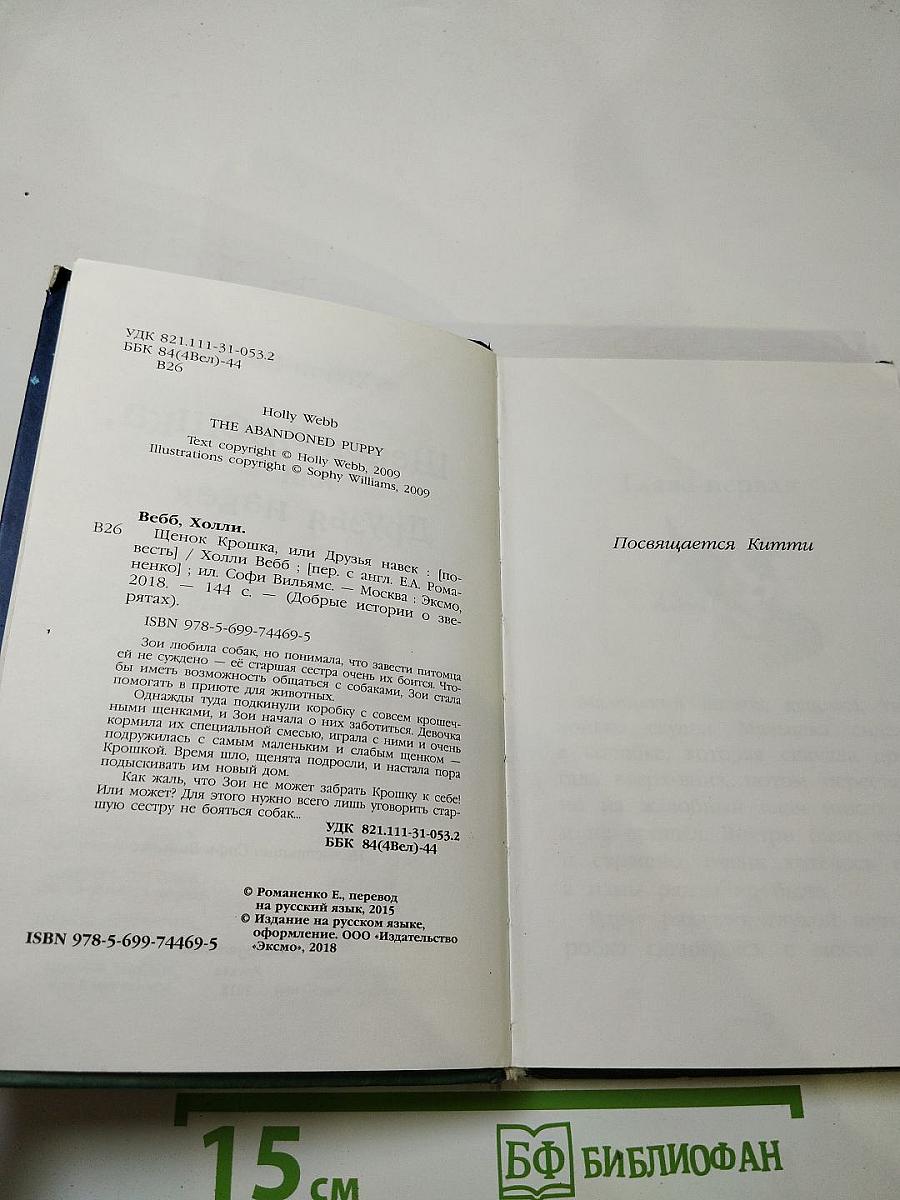 УДК 821.111-31-053.2
ББК 84(4Вел)-44
В26
Holly Webb
THE ABANDONED PUPPY
Text copyright © Holly Webb, 2009
Illustrations copyright © Sophy Williams, 2009
Вебб, Холли.
В26
Щенок Крошка, или Друзья навек : [по-
весть] / Холли Вебб ; [пер. с англ. Е.А. Рома-
ненко] ; ил. Софи Вильямс. — Москва : Эксмо,
2018. — 144 с. — (Добрые истории о зве-
рятах).
ISBN 978-5-699-74469-5
Зои любила собак, но понимала, что завести питомца
ей не суждено — её старшая сестра очень их боится. Что-
бы иметь возможность общаться с собаками, Зои стала
помогать в приюте для животных.
Однажды туда подкинули коробку с совсем крошеч-
ными щенками, и Зои начала о них заботиться. Девочка
кормила их специальной смесью, играла с ними и очень
подружилась с самым маленьким и слабым щенком —
Крошкой. Время шло, щенята подросли, и настала пора
подыскивать им новый дом.
Как жаль, что Зои не может забрать Крошку к себе!
Или может? Для этого нужно всего лишь уговорить стар-
шую сестру не бояться собак...
УДК 821.111-31-053.2
ББК 84(4Вел)-44
© Романенко Е., перевод
на русский язык, 2015
© Издание на русском языке,
оформление. ООО «Издательство
«Эксмо», 2018
ISBN 978-5-699-74469-5
Посвящается Китти
15 см
БФ БИБЛИОФАН